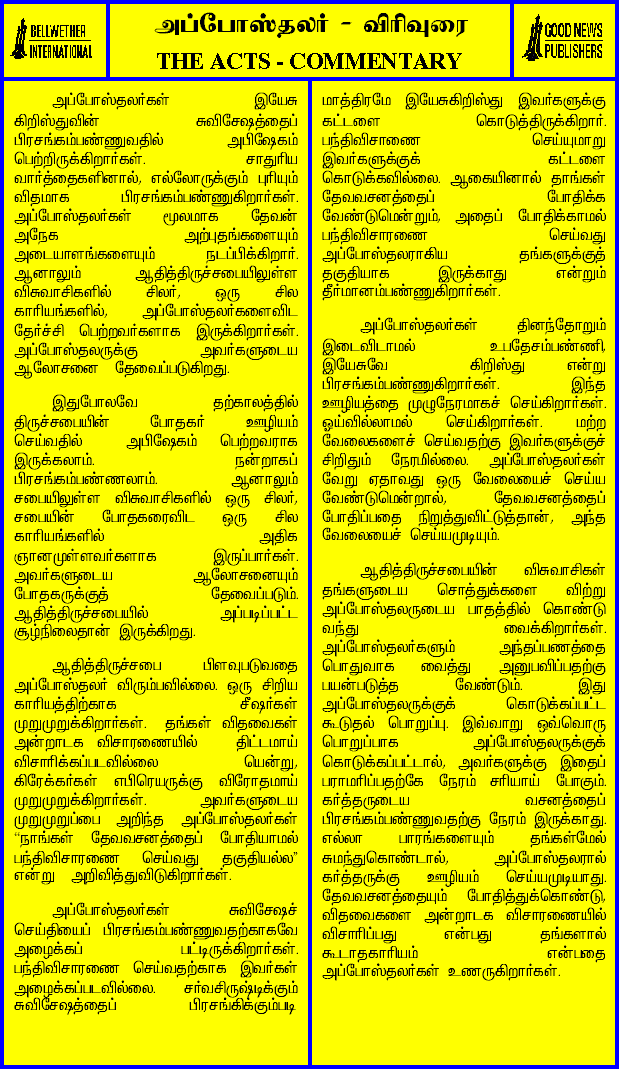 BELLWETHER
INTERNATIONAL
அப்போஸ்தலர் - விரிவுரை
THE ACTS - COMMENTARY
GOOD NEWS
PUBLISHERS
அப்போஸ்தலர்கள் இயேசு
கிறிஸ்துவின் சுவிசேஷத்தைப்
பிரசங்கம்பண்ணுவதில் அபிஷேகம்
பெற்றிருக்கிறார்கள். சாதுரிய
வார்த்தைகளினால், எல்லோருக்கும் புரியும்
விதமாக பிரசங்கம்பண்ணுகிறார்கள்.
அப்போஸ்தலர்கள் மூலமாக தேவன்
அநேக அற்புதங்களையும்
அடையாளங்களையும் நடப்பிக்கிறார்.
ஆனாலும் ஆதித்திருச்சபையிலுள்ள
விசுவாசிகளில் சிலர், ஒரு சில
காரியங்களில், அப்போஸ்தலர்களைவிட
தேர்ச்சி பெற்றவர்களாக இருக்கிறார்கள்.
அப்போஸ்தலருக்கு அவர்களுடைய
ஆலோசனை தேவைப்படுகிறது.
இதுபோலவே தற்காலத்தில்
திருச்சபையின் போதகர் ஊழியம்
செய்வதில் அபிஷேகம் பெற்றவராக
இருக்கலாம். நன்றாகப்
பிரசங்கம்பண்ணலாம். ஆனாலும்
சபையிலுள்ள விசுவாசிகளில் ஒரு சிலர்,
சபையின் போதகரைவிட ஒரு சில
காரியங்களில் அதிக
ஞானமுள்ளவர்களாக இருப்பார்கள்.
அவர்களுடைய ஆலோசனையும்
போதகருக்குத் தேவைப்படும்.
ஆதித்திருச்சபையில் அப்படிப்பட்ட
சூழ்நிலைதான் இருக்கிறது.
ஆதித்திருச்சபை பிளவுபடுவதை
அப்போஸ்தலர் விரும்பவில்லை. ஒரு சிறிய
காரியத்திற்காக சீஷர்கள்
முறுமுறுக்கிறார்கள். தங்கள் விதவைகள்
அன்றாடக விசாரணையில் திட்டமாய்
விசாரிக்கப்படவில்லை யென்று,
கிரேக்கர்கள் எபிரெயருக்கு விரோதமாய்
முறுமுறுக்கிறார்கள். அவர்களுடைய
முறுமுறுப்பை அறிந்த அப்போஸ்தலர்கள்
“நாங்கள் தேவவசனத்தைப் போதியாமல்
பந்திவிசாரணை செய்வது தகுதியல்ல”
என்று அறிவித்துவிடுகிறார்கள்.
அப்போஸ்தலர்கள் சுவிசேஷச்
செய்தியைப் பிரசங்கம்பண்ணுவதற்காகவே
அழைக்கப் பட்டிருக்கிறார்கள்.
பந்திவிசாரணை செய்வதற்காக இவர்கள்
அழைக்கப்படவில்லை. சர்வசிருஷ்டிக்கும்
சுவிசேஷத்தைப் பிரசங்கிக்கும்படி
மாத்திரமே இயேசுகிறிஸ்து இவர்களுக்கு
கட்டளை கொடுத்திருக்கிறார்.
பந்திவிசாணை செய்யுமாறு
இவர்களுக்குக் கட்டளை
கொடுக்கவில்லை. ஆகையினால் தாங்கள்
தேவவசனத்தைப் போதிக்க
வேண்டுமென்றும், அதைப் போதிக்காமல்
பந்திவிசாரணை செய்வது
அப்போஸ்தலராகிய தங்களுக்குத்
தகுதியாக இருக்காது என்றும்
தீர்மானம்பண்ணுகிறார்கள்.
அப்போஸ்தலர்கள் தினந்தோறும்
இடைவிடாமல் உபதேசம்பண்ணி,
இயேசுவே கிறிஸ்து என்று
பிரசங்கம்பண்ணுகிறார்கள். இந்த
ஊழியத்தை முழுநேரமாகச் செய்கிறார்கள்.
ஓய்வில்லாமல் செய்கிறார்கள். மற்ற
வேலைகளைச் செய்வதற்கு இவர்களுக்குச்
சிறிதும் நேரமில்லை. அப்போஸ்தலர்கள்
வேறு ஏதாவது ஒரு வேலையைச் செய்ய
வேண்டுமென்றால், தேவவசனத்தைப்
போதிப்பதை நிறுத்துவிட்டுத்தான், அந்த
வேலையைச் செய்யமுடியும்.
ஆதித்திருச்சபையின் விசுவாசிகள்
தங்களுடைய சொத்துக்களை விற்று
அப்போஸ்தலருடைய பாதத்தில் கொண்டு
வந்து வைக்கிறார்கள்.
அப்போஸ்தலர்களும் அந்தப்பணத்தை
பொதுவாக வைத்து அனுபவிப்பதற்கு
பயன்படுத்த வேண்டும். இது
அப்போஸ்தலருக்குக் கொடுக்கப்பட்ட
கூடுதல் பொறுப்பு. இவ்வாறு ஒவ்வொரு
பொறுப்பாக அப்போஸ்தலருக்குக்
கொடுக்கப்பட்டால், அவர்களுக்கு இதைப்
பராமரிப்பதற்கே நேரம் சரியாய் போகும்.
கர்த்தருடைய வசனத்தைப்
பிரசங்கம்பண்ணுவதற்கு நேரம் இருக்காது.
எல்லா பாரங்களையும் தங்கள்மேல்
சுமந்துகொண்டால், அப்போஸ்தலரால்
கர்த்தருக்கு ஊழியம் செய்யமுடியாது.
தேவவசனத்தையும் போதித்துக்கொண்டு,
விதவைகளை அன்றாடக விசாரணையில்
விசாரிப்பது என்பது தங்களால்
கூடாதகாரியம் என்பதை
அப்போஸ்தலர்கள் உணருகிறார்கள்.